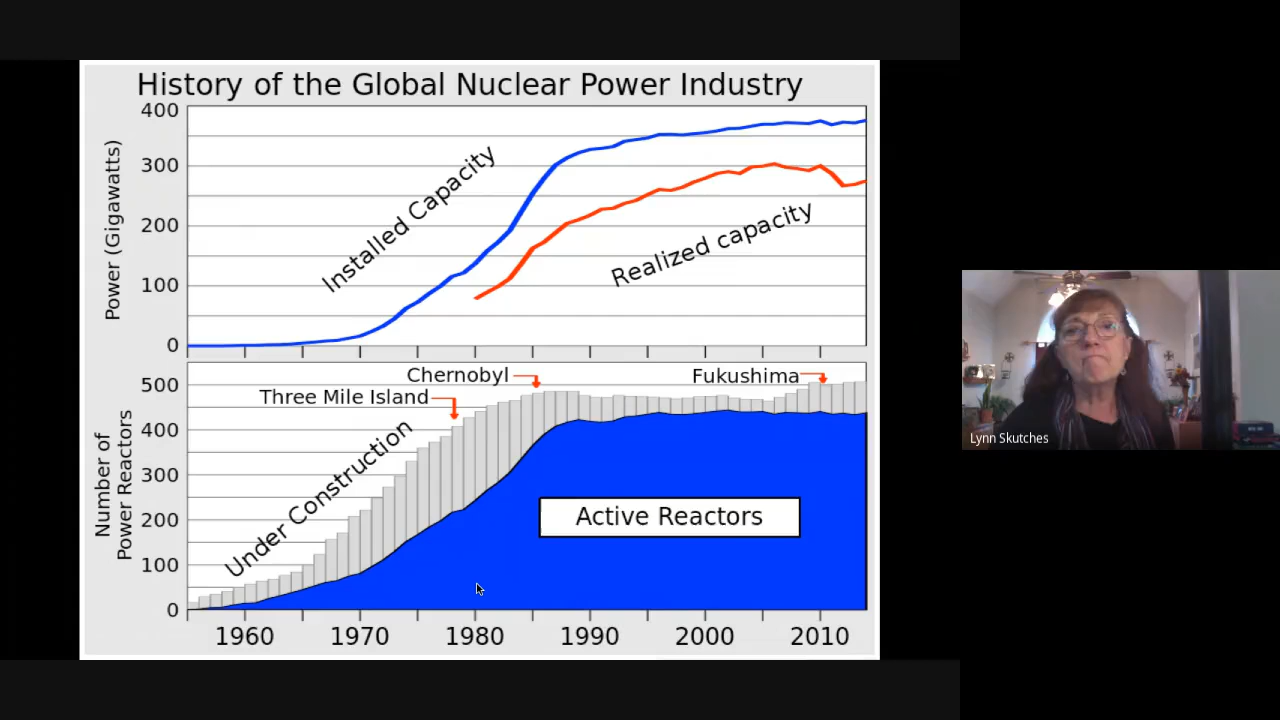 History of the Global Nuclear Power Industry
400
300
200
100
0
Power (Gigawatts)
Installed Capacity
Realized capacity
500
400
300
200
100
0
Number of
Power Reactors
Chernobyl
Three Mile Island
Fukushima
Under Construction
Active Reactors
1960 1970 1980 1990 2000 2010
Lynn Skutches